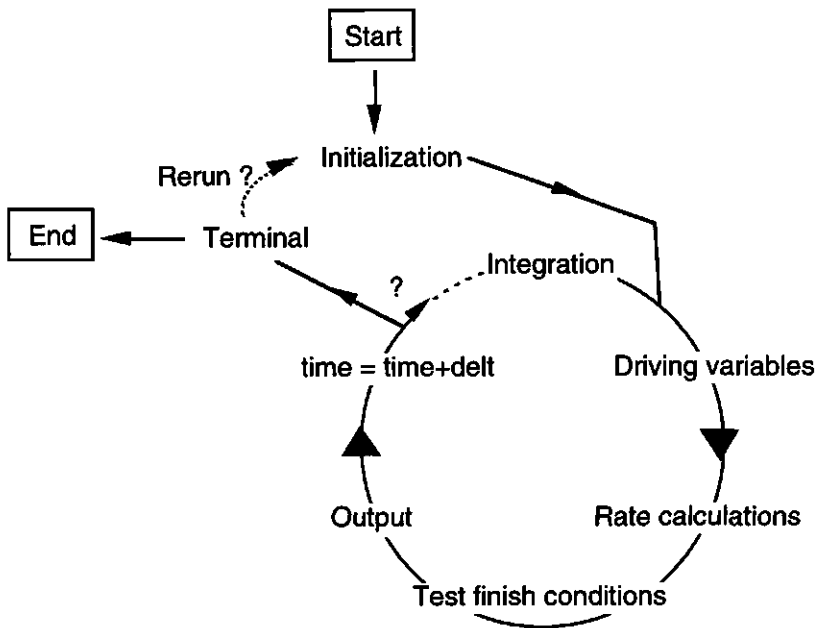 Start
Initialization
Rerun ?
End
Terminal
Integration
?
time = time+delt
Driving variables
Output
Rate calculations
Test finish conditions